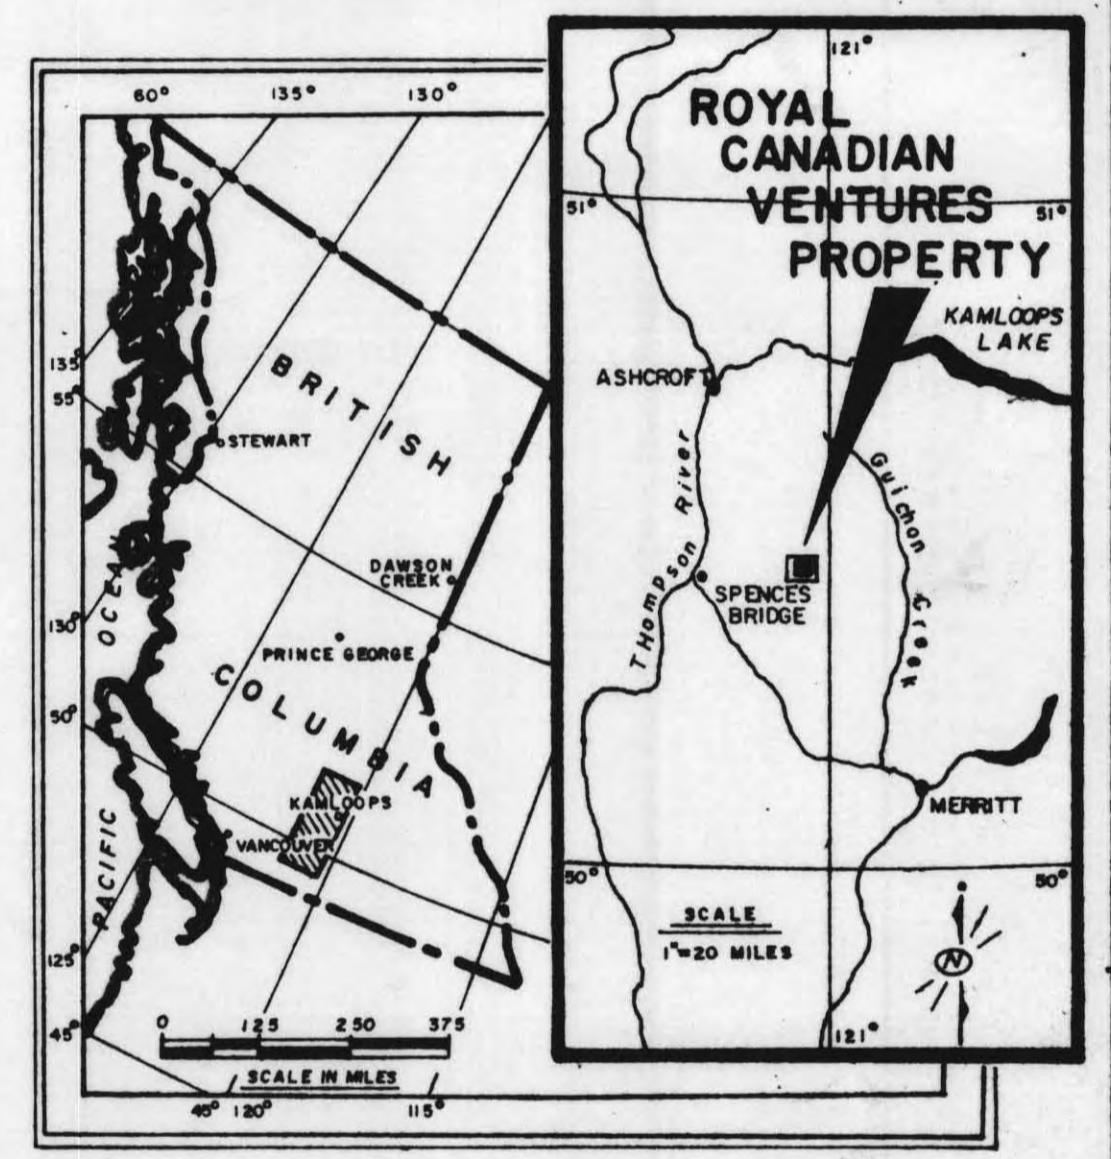 60° 135° 130°
135°
55°
130°
50°
125°
45°
BRITISH
COLUMBIA
STEWART
DAWSON
CREEK
PRINCE GEORGE
KAMLOOPS
VANCOUVER
PACIFIC OCEAN
0 125 250 375
SCALE IN MILES
45° 120° 115°
121°
ROYAL
CANADIAN
VENTURES
PROPERTY
51° 51°
KAMLOOPS
LAKE
ASHCROFT
THompson River
Guichon Creek
SPENCES
BRIDGE
MERRITT
50° 50°
SCALE
1"=20 MILES
N
121°